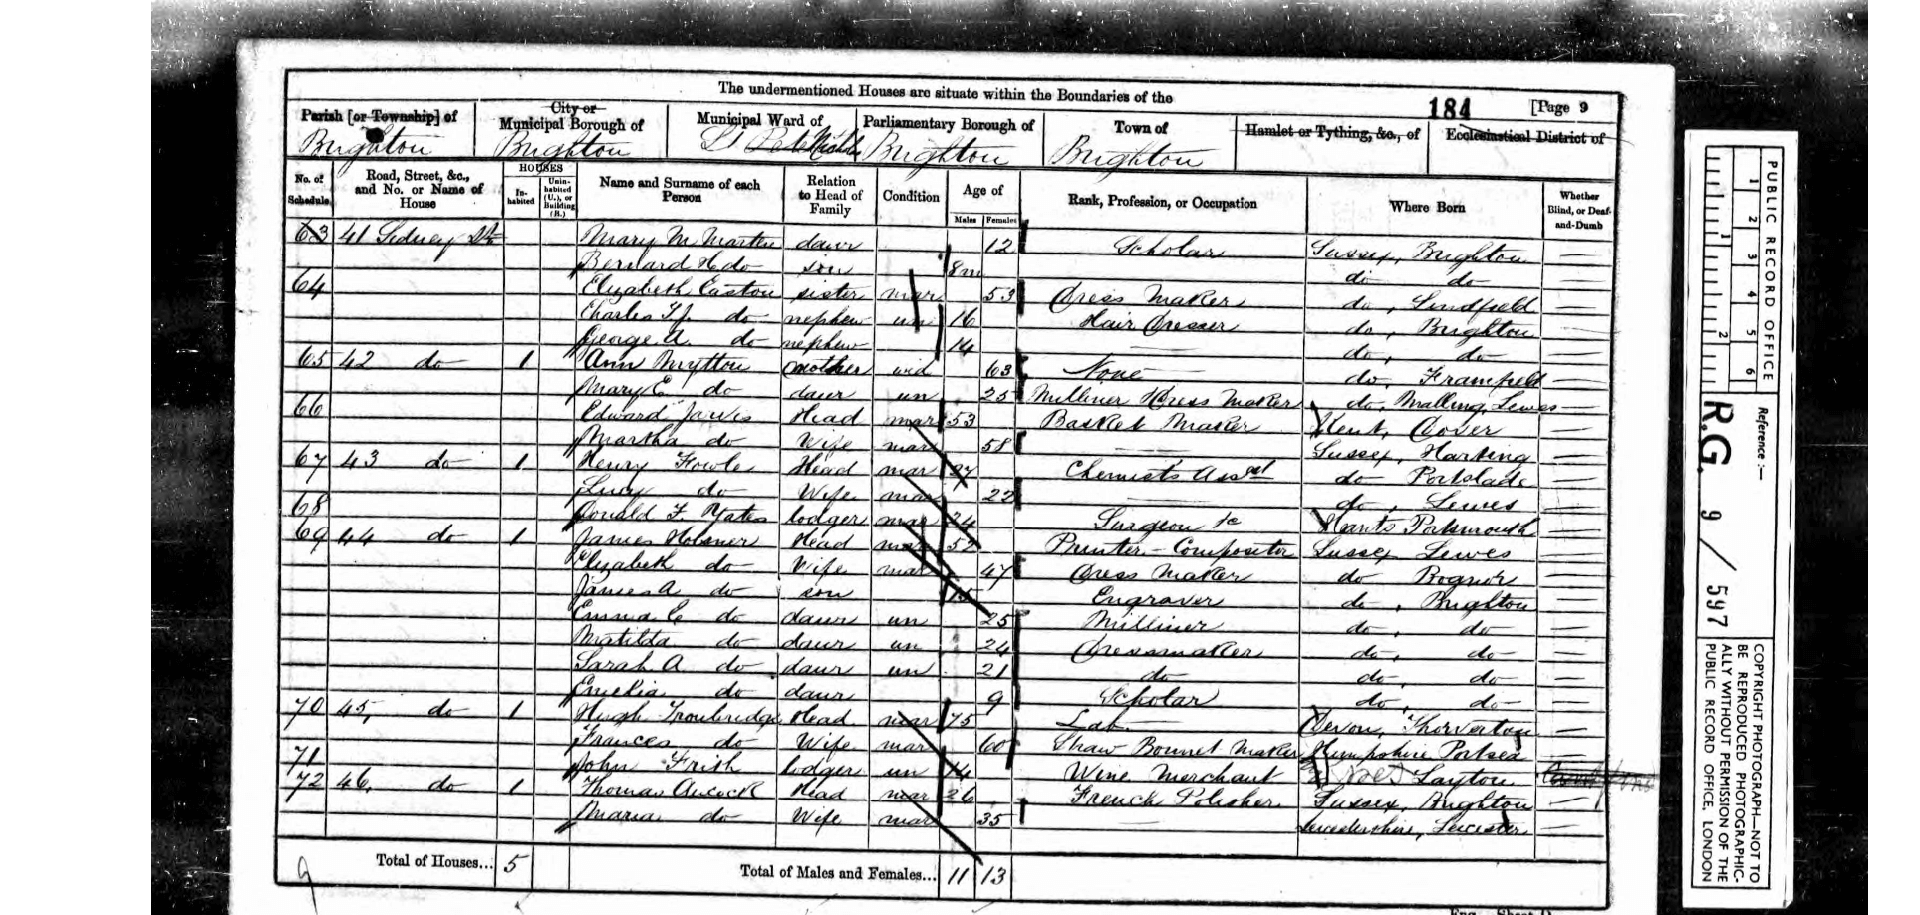 The undermentioned Houses are situate within the Boundaries of the
184 [Page 9
Parish [or Township] of City or Municipal Borough of Municipal Ward of Parliamentary Borough of Town of Hamlet or Tything, &c., of Ecclesiastical District of
Brighton Brighton St Brighton Brighton
No. of Schedule Road, Street, &c., and No. or Name of House HOUSES Inhabited Uninhabited (U.), or Building (B.) Name and Surname of each Person Relation to Head of Family Condition Age of Males Females Rank, Profession, or Occupation Where Born Whether Blind, or Deaf-and-Dumb
63 41 Sidney St Mary M. Marten daur 12 Scholar Sussex, Brighton
Bernard H. do son 8m do do
64 Elizabeth Easton sister mar 53 Dress Maker do, Lindfield
Charles do nephew un 16 Hair Dresser do, Brighton
George A. do nephew 14 do, do
65 42 do 1 Ann Mytton mother wid 63 None do, Framfield
Mary E. do daur un 25 Milliner Dress Maker do, Malling, Lewes
66 Edward Jarvis Head mar 53 Basket Maker Kent, Dover
Martha do Wife mar 58 Sussex, Harting
67 43 do 1 Henry Fowle Head mar 27 Chemist's Asst do Portslade
Lucy do Wife mar 22 do, Lewes
68 Donald F. Yates lodger mar 24 Surgeon Hants Portsmouth
69 44 do 1 James Head mar 52 Printer - Compositor Sussex Lewes
Elizabeth do Wife mar 47 Dress Maker do Bognor
James A do son 15 Engraver do, Brighton
Emma E do daur un 25 Milliner do, do
Matilda do daur un 24 Dressmaker do, do
Sarah A do daur un 21 do do, do
Emelia do daur 9 Scholar do, do
70 45, do 1 Hugh Troubridge Head mar 75 Lab Devon, Thorverton
Frances do Wife mar 60 Straw Bonnet Maker Hampshire Portsea
71 John Frith lodger un Wine Merchant Layton
72 46, do 1 Thomas Head mar 26 French Polisher Sussex, Brighton
Maria do Wife mar 35 Leicestershire, Leicester
Total of Houses... 5 Total of Males and Females... 11 13
Eng.—Sheet D.
PUBLIC RECORD OFFICE
1 2 3 4 5 6
1 2
Reference :-
R.G. 9 / 597
COPYRIGHT PHOTOGRAPH—NOT TO
BE REPRODUCED PHOTOGRAPHIC-
ALLY WITHOUT PERMISSION OF THE
PUBLIC RECORD OFFICE, LONDON